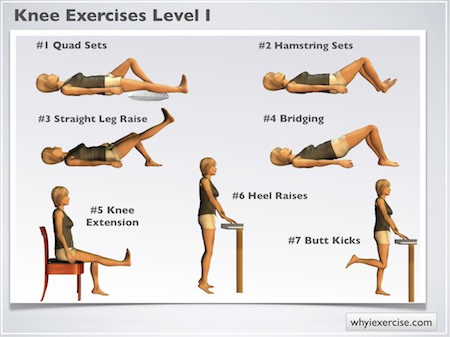 Knee Exercises Level I
#1 Quad Sets
#2 Hamstring Sets
#3 Straight Leg Raise
#4 Bridging
#5 Knee
Extension
#6 Heel Raises
#7 Butt Kicks
whyiexercise.com